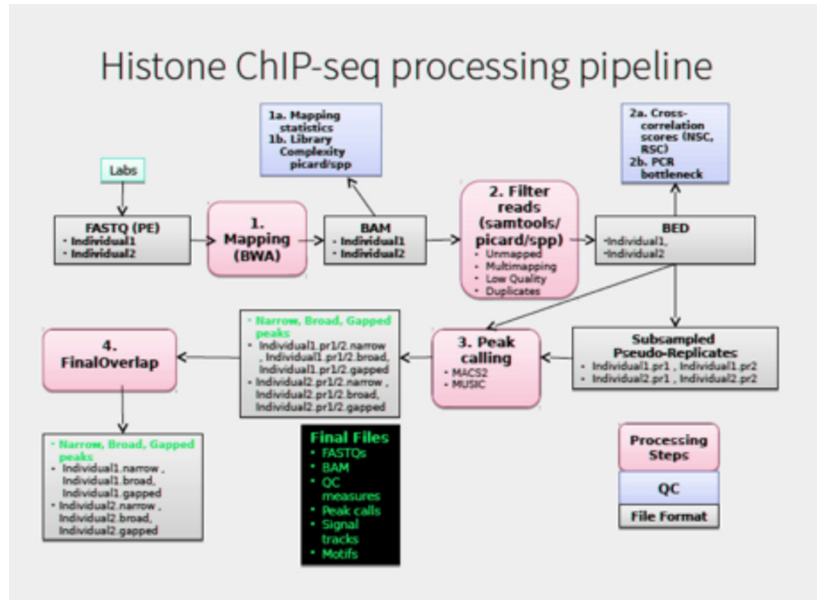 Histone ChIP-seq processing pipeline
1a. Mapping
statistics
1b. Library
Complexity
picard/spp
2a. Cross-
correlation
scores (NSC,
RSC)
2b. PCR
bottleneck
Labs
FASTQ (PE)
• Individual1
• Individual2
1.
Mapping
(BWA)
BAM
• Individual1
• Individual2
2. Filter
reads
(samtools/
picard/spp)
• Unmapped
• Multimapping
• Low Quality
• Duplicates
BED
•Individual1,
•Individual2
4.
FinalOverlap
• Narrow, Broad, Gapped
peaks
• Individual1.pr1/2.narrow
, Individual1.pr1/2.broad,
Individual1.pr1/2.gapped
• Individual2.pr1/2.narrow ,
Individual2.pr1/2.broad,
Individual2.pr1/2.gapped
3. Peak
calling
• MACS2
• MUSIC
Subsampled
Pseudo-Replicates
• Individual1.pr1 , Individual1.pr2
• Individual2.pr1 , Individual2.pr2
• Narrow, Broad, Gapped
peaks
• Individual1.narrow ,
Individual1.broad,
Individual1.gapped
• Individual2.narrow ,
Individual2.broad,
Individual2.gapped
Final Files
• FASTQs
• BAM
• QC
measures
• Peak calls
• Signal
tracks
• Motifs
Processing
Steps
QC
File Format